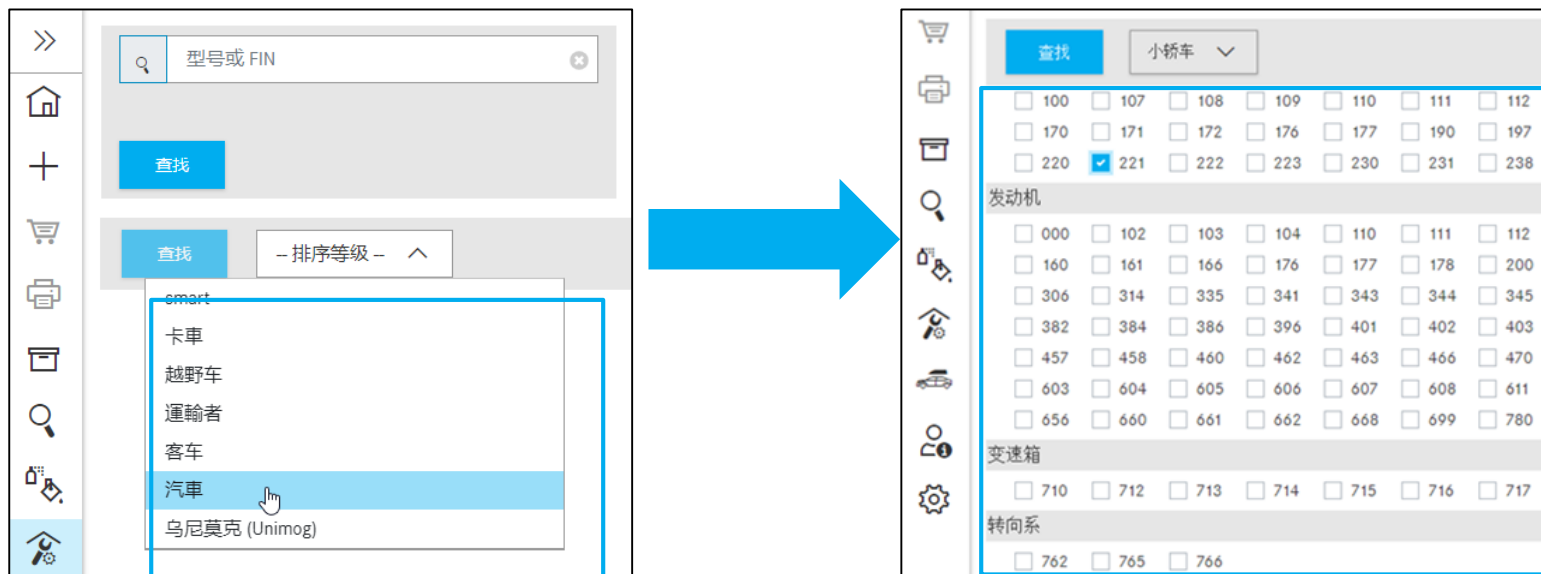 型号或 FIN
查找
查找
-- 排序等级 --
smart
卡車
越野车
運輸者
客车
汽車
乌尼莫克 (Unimog)
查找 小轿车
100 107 108 109 110 111 112
170 171 172 176 177 190 197
220 221 222 223 230 231 238
发动机
000 102 103 104 110 111 112
160 161 166 176 177 178 200
306 314 335 341 343 344 345
382 384 386 396 401 402 403
457 458 460 462 463 466 470
603 604 605 606 607 608 611
656 660 661 662 668 699 780
变速箱
710 712 713 714 715 716 717
转向系
762 765 766